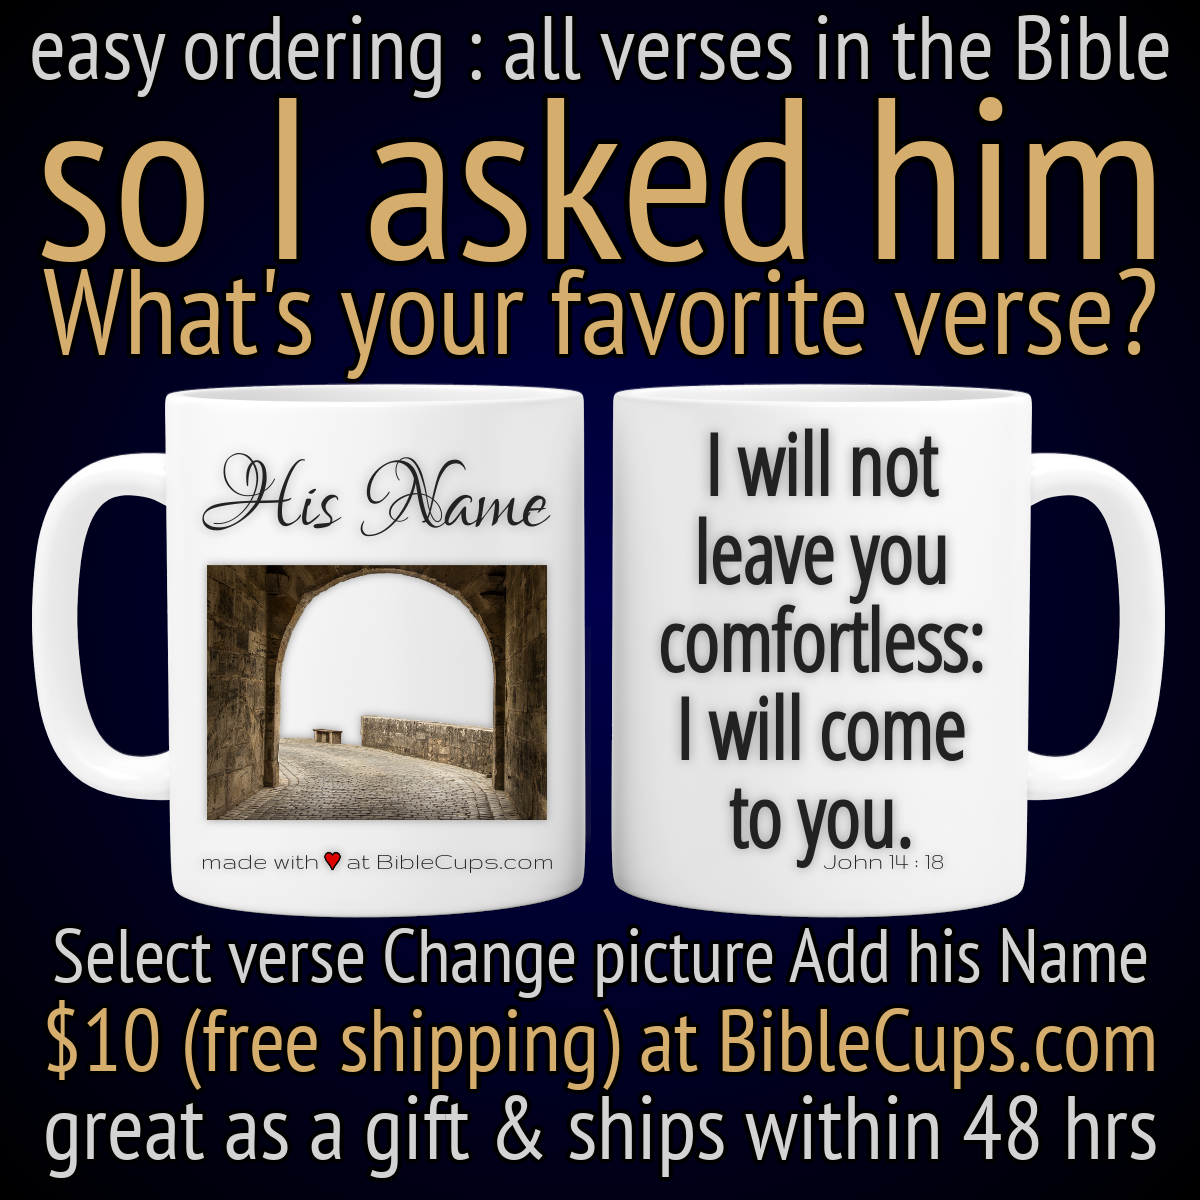 easy ordering : all verses in the Bible
so I asked him
What's your favorite verse?
His Name
made with ♥ at BibleCups.com
I will not
leave you
comfortless:
I will come
to you.
John 14 : 18
Select verse Change picture Add his Name
$10 (free shipping) at BibleCups.com
great as a gift & ships within 48 hrs